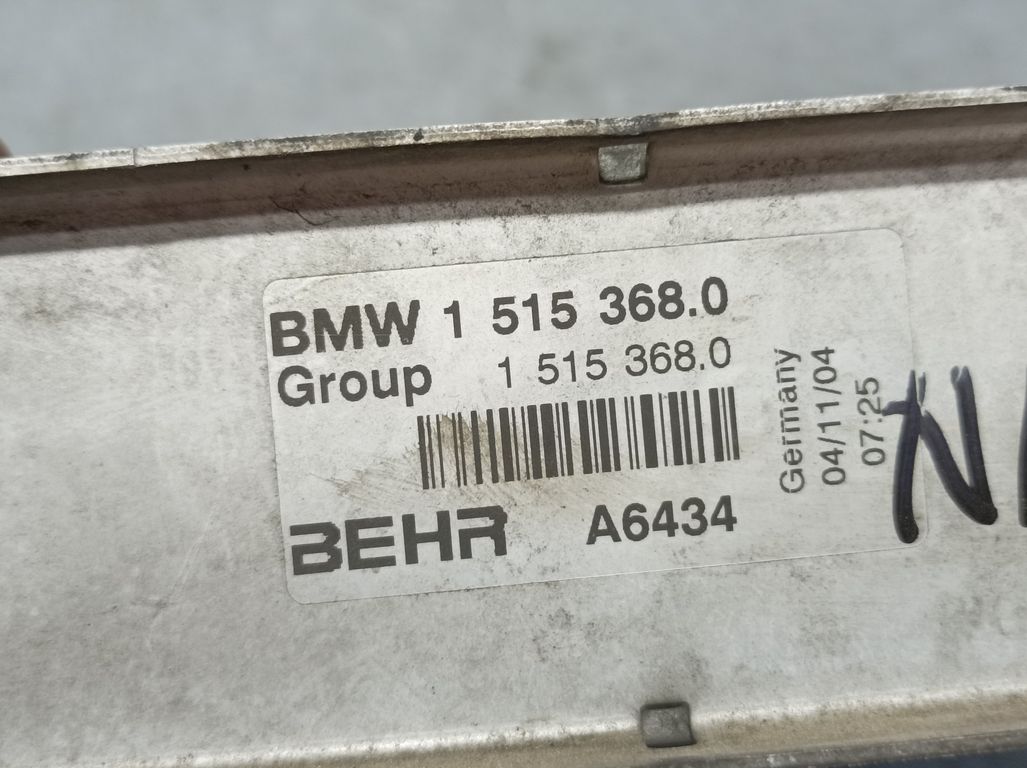 BMW 1 515 368.0
Group 1 515 368.0
BEHR A6434
Germany
04/11/04
07:25
N